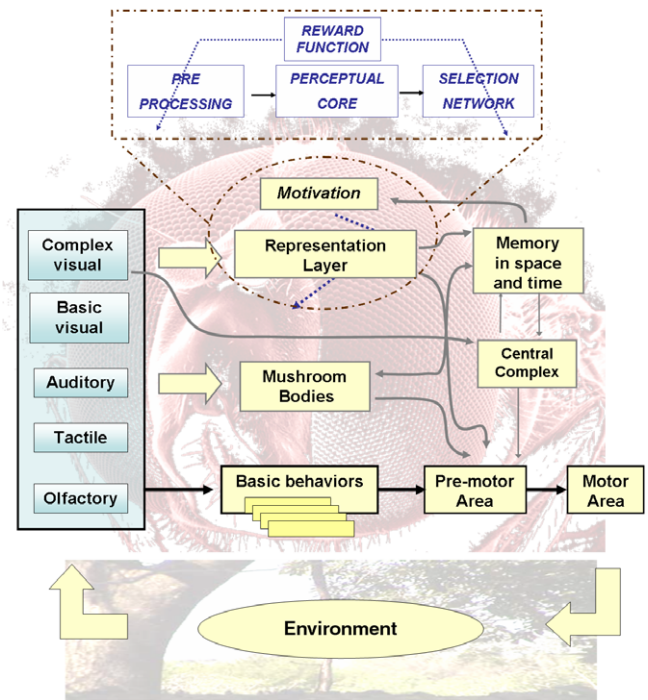 REWARD
FUNCTION
PRE
PROCESSING
PERCEPTUAL
CORE
SELECTION
NETWORK
Motivation
Representation
Layer
Memory
in space
and time
Complex
visual
Basic
visual
Auditory
Tactile
Olfactory
Mushroom
Bodies
Central
Complex
Basic behaviors
Pre-motor
Area
Motor
Area
Environment